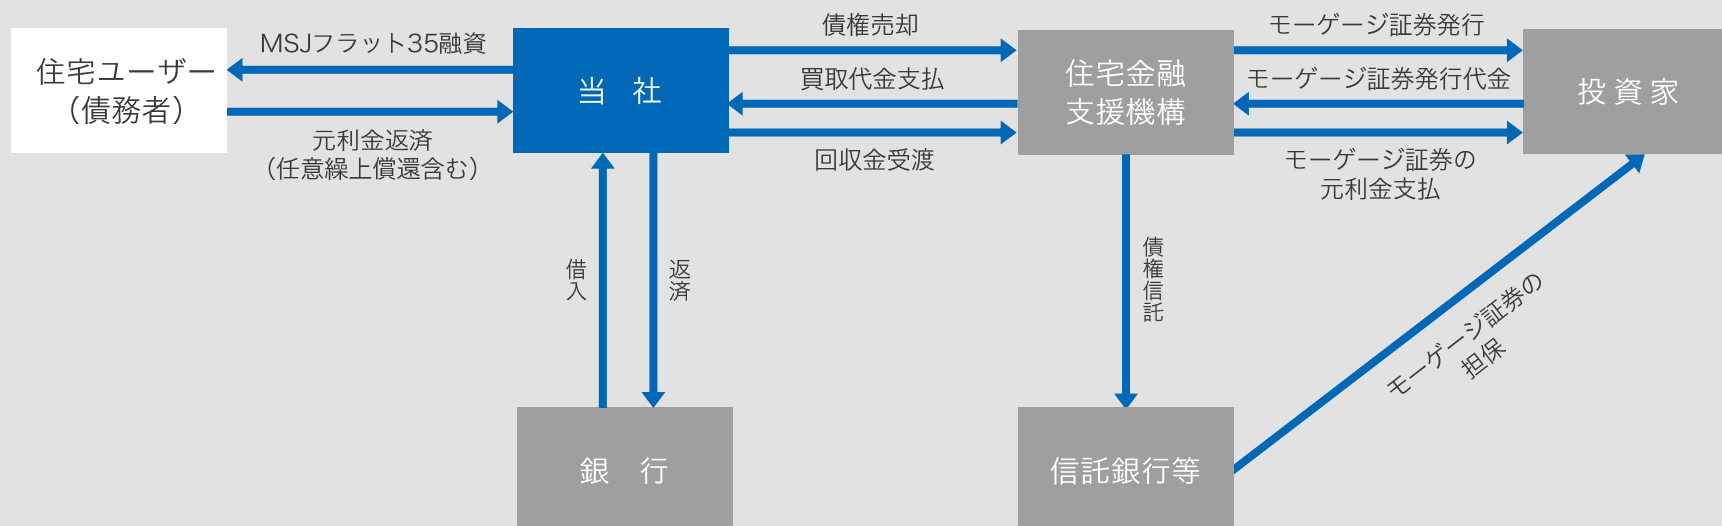 住宅ユーザー
（債務者）
MSJフラット35融資
元利金返済
（任意繰上償還含む）
当 社
債権売却
買取代金支払
回収金受渡
住宅金融
支援機構
モーゲージ証券発行
モーゲージ証券発行代金
モーゲージ証券の
元利金支払
投資家
借入
返済
債権信託
モーゲージ証券の
担保
銀 行
信託銀行等